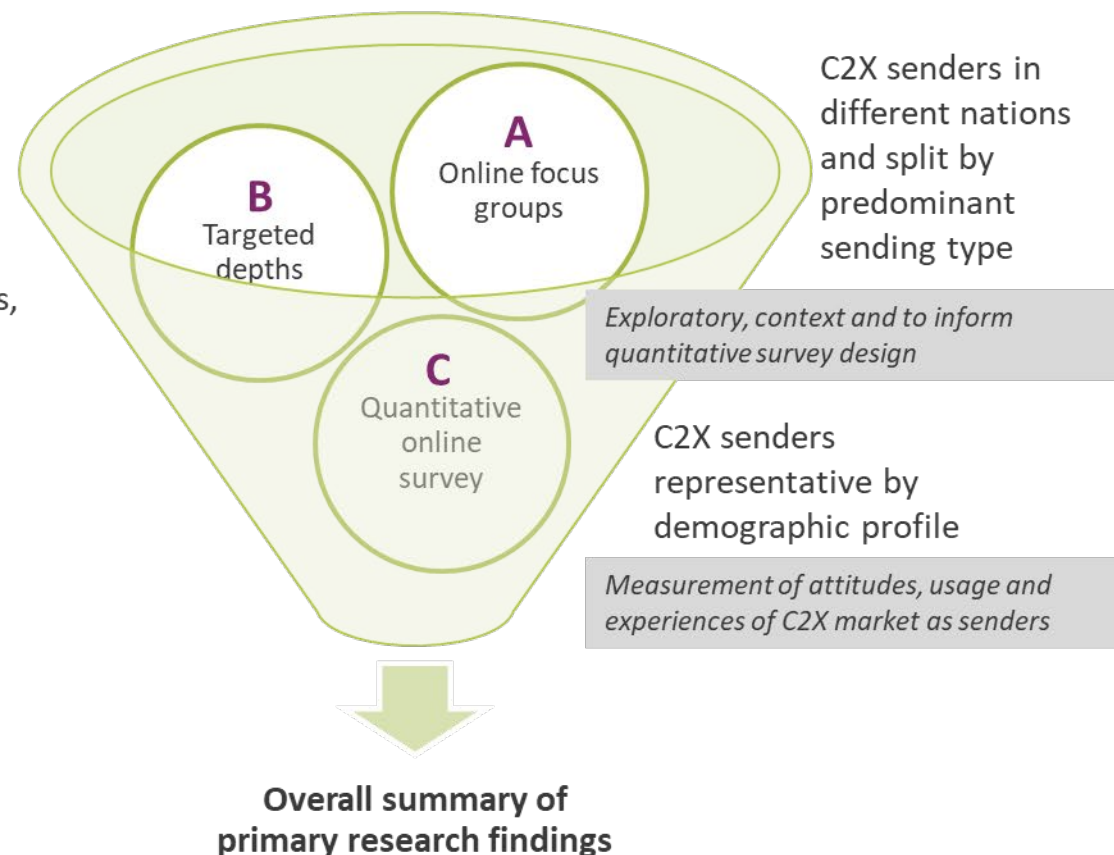 A
Online focus
groups
B
Targeted
depths
s,
C
Quantitative
online
survey
C2X senders in
different nations
and split by
predominant
sending type
Exploratory, context and to inform
quantitative survey design
C2X senders
representative by
demographic profile
Measurement of attitudes, usage and
experiences of C2X market as senders
Overall summary of
primary research findings